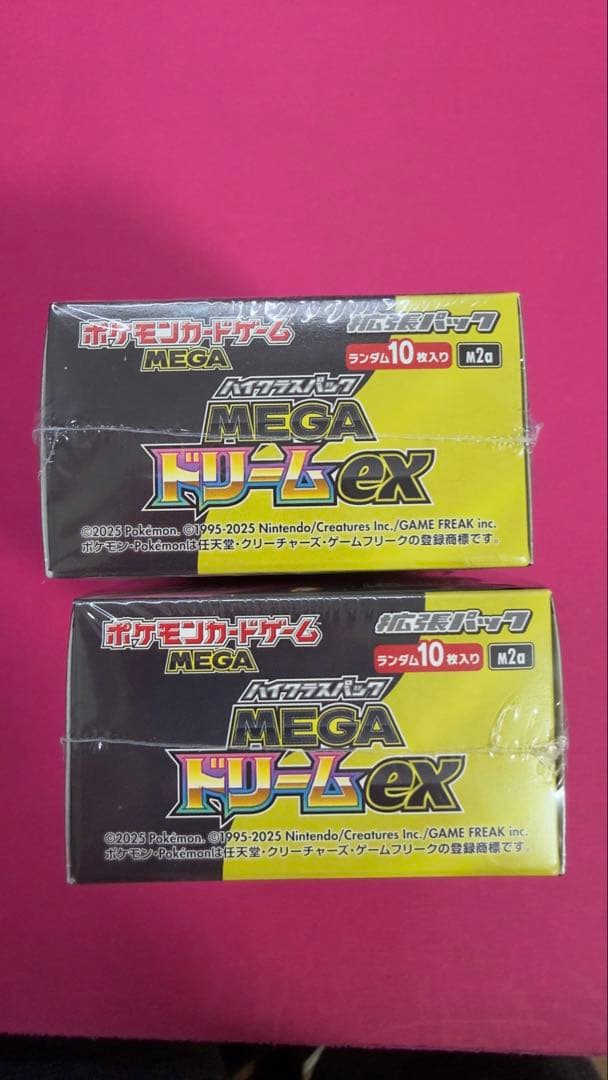 ポケモンカードゲーム
MEGA
拡張パック
ランダム10枚入り M2a
ハイクラスパック
MEGA
ドリームex
©2025 Pokémon. ©1995-2025 Nintendo/Creatures Inc./GAME FREAK inc.
ポケモン・Pokémonは任天堂・クリーチャーズ・ゲームフリークの登録商標です。
ポケモンカードゲーム
MEGA
拡張パック
ランダム10枚入り M2a
ハイクラスパック
MEGA
ドリームex
©2025 Pokémon. ©1995-2025 Nintendo/Creatures Inc./GAME FREAK inc.
ポケモン・Pokémonは任天堂・クリーチャーズ・ゲームフリークの登録商標です。